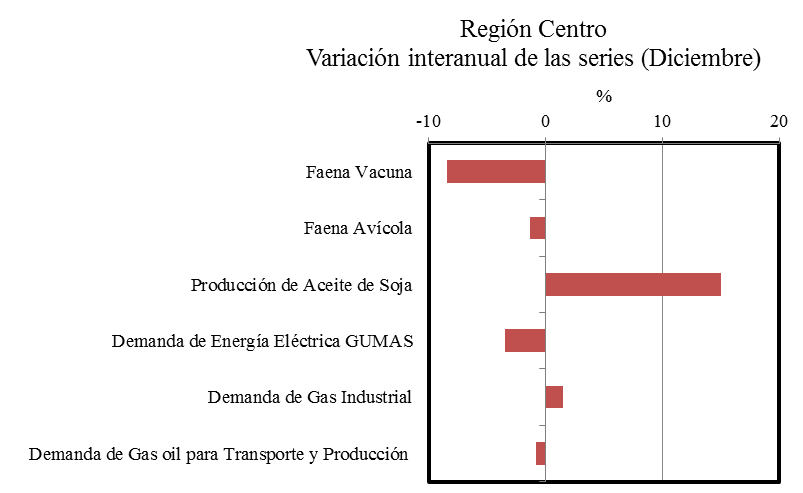 Región Centro
Variación interanual de las series (Diciembre)
%
-10 0 10 20
Faena Vacuna
Faena Avícola
Producción de Aceite de Soja
Demanda de Energía Eléctrica GUMAS
Demanda de Gas Industrial
Demanda de Gas oil para Transporte y Producción